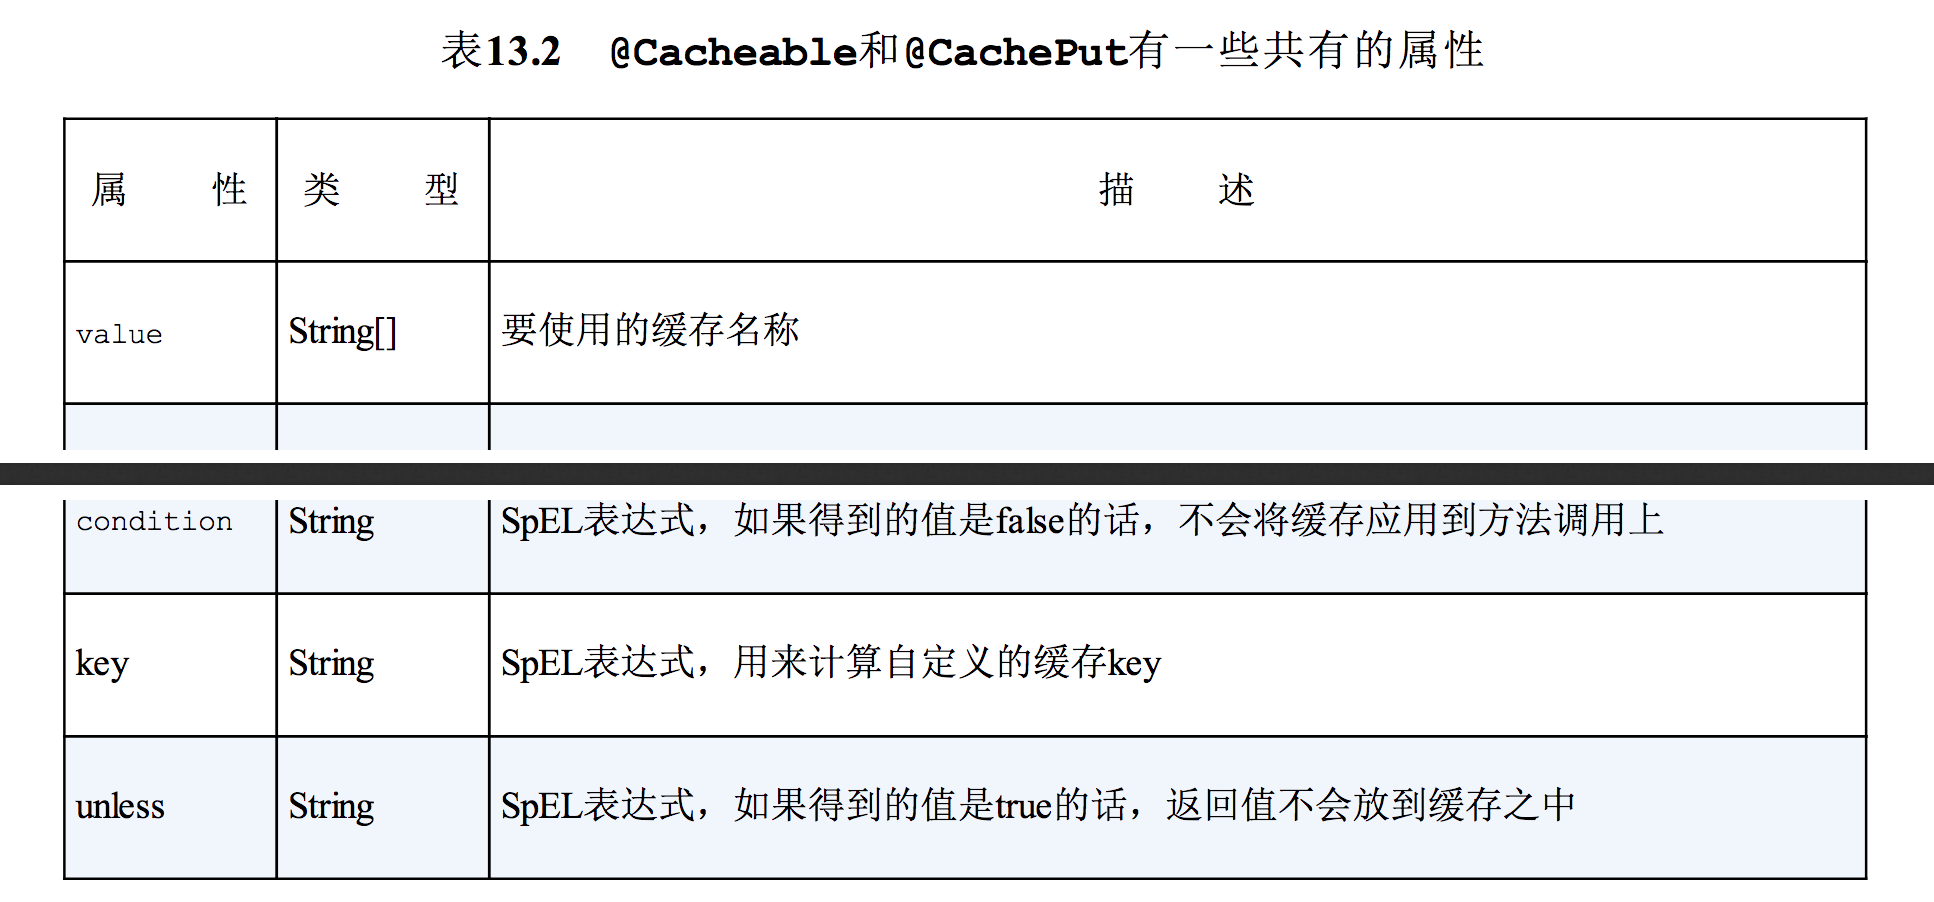 表13.2 @Cacheable和@CachePut有一些共有的属性
属 性 类 型 描 述
value String[] 要使用的缓存名称
condition String SpEL表达式，如果得到的值是false的话，不会将缓存应用到方法调用上
key String SpEL表达式，用来计算自定义的缓存key
unless String SpEL表达式，如果得到的值是true的话，返回值不会放到缓存之中